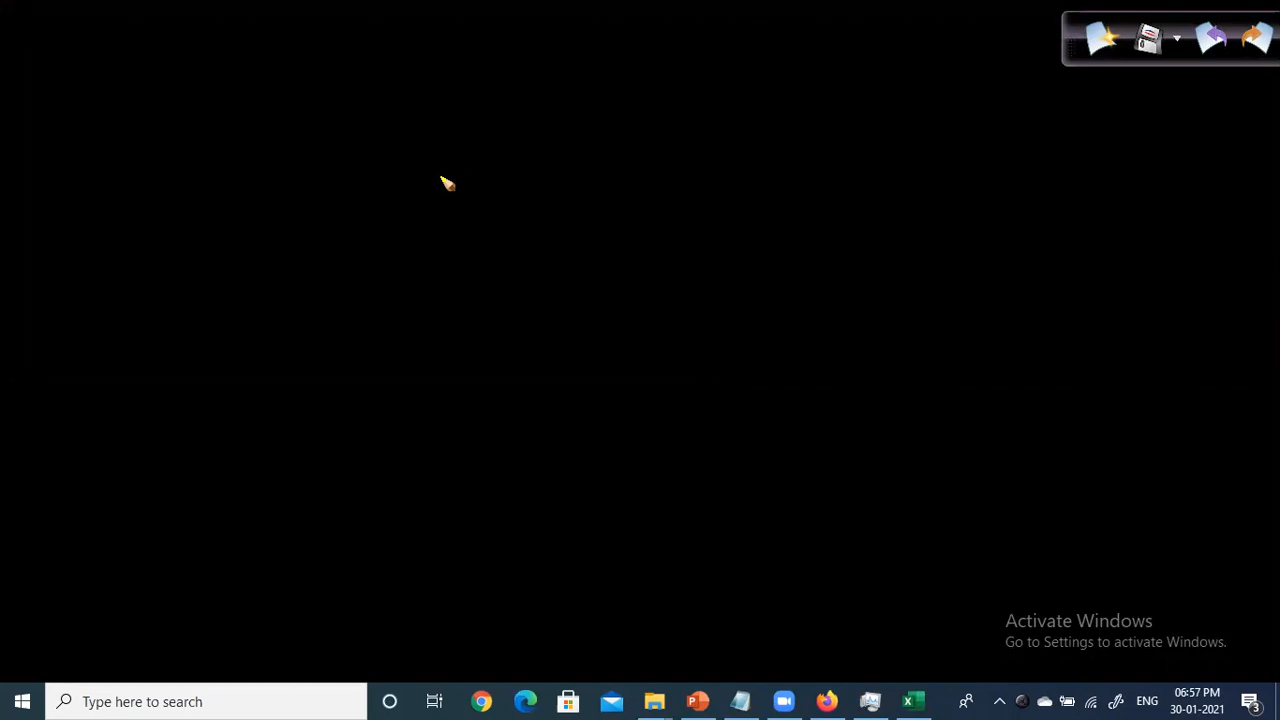 Activate Windows
Go to Settings to activate Windows.
Type here to search
ENG
06:57 PM
30-01-2021
3